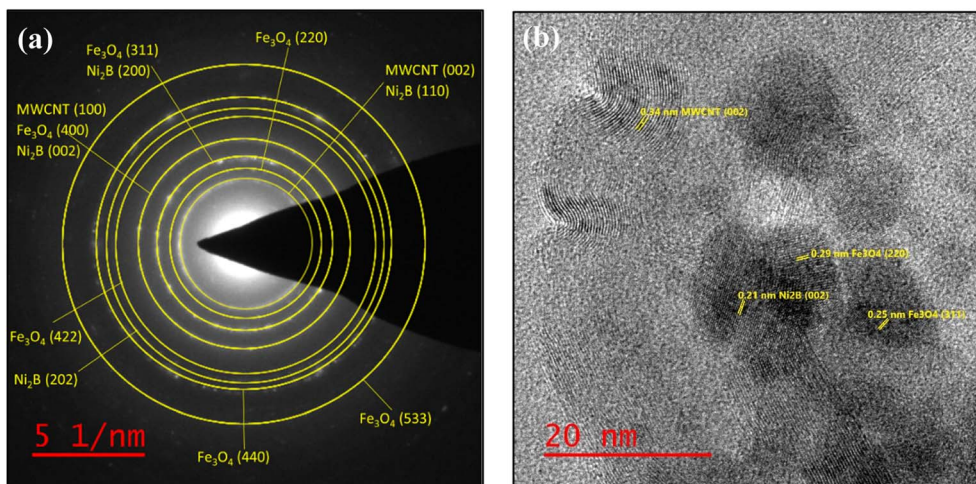 (a)
Fe₃O₄ (220)
Fe₃O₄ (311)
Ni₂B (200)
MWCNT (002)
Ni₂B (110)
MWCNT (100)
Fe₃O₄ (400)
Ni₂B (002)
Fe₃O₄ (422)
Ni₂B (202)
Fe₃O₄ (533)
Fe₃O₄ (440)
5 1/nm
(b)
0.34 nm MWCNT (002)
0.29 nm Fe3O4 (220)
0.21 nm Ni2B (002)
0.25 nm Fe3O4 (311)
20 nm